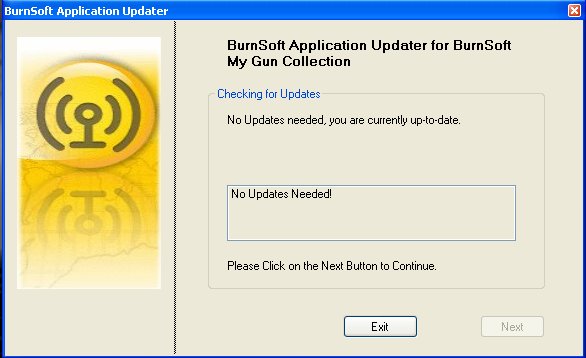 BurnSoft Application Updater
BurnSoft Application Updater for BurnSoft
My Gun Collection
Checking for Updates
No Updates needed, you are currently up-to-date.
No Updates Needed!
Please Click on the Next Button to Continue.
Exit
Next